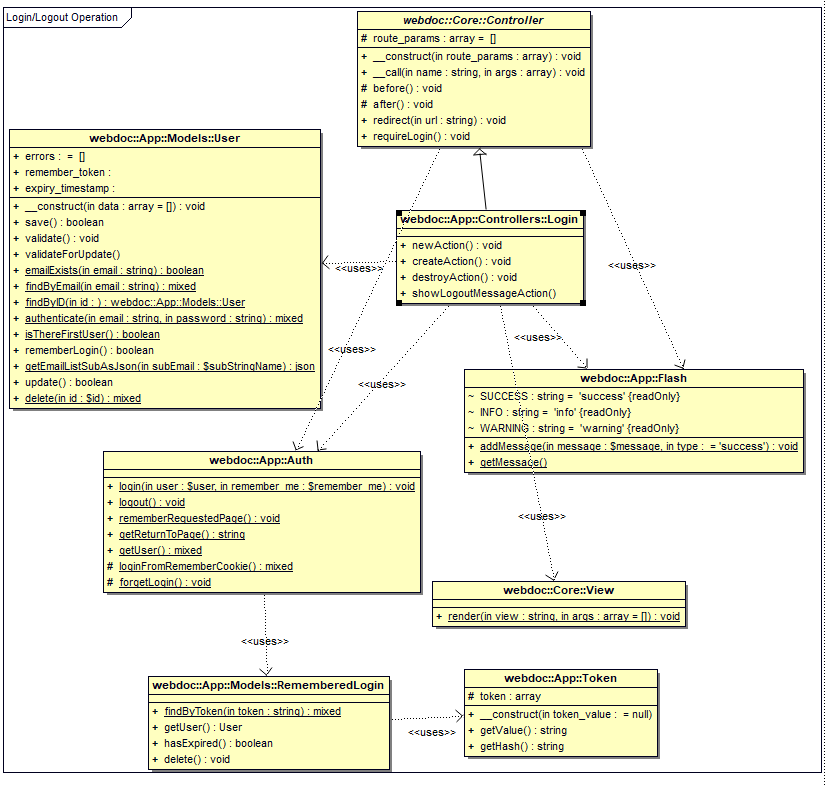 Login/Logout Operation
webdoc::Core::Controller
# route_params : array = []
+ __construct(in route_params : array) : void
+ __call(in name : string, in args : array) : void
# before() : void
# after() : void
+ redirect(in url : string) : void
+ requireLogin() : void
webdoc::App::Models::User
+ errors : = []
+ remember_token :
+ expiry_timestamp :
+ __construct(in data : array = []) : void
+ save() : boolean
+ validate() : void
+ validateForUpdate()
+ emailExists(in email : string) : boolean
+ findByEmail(in email : string) : mixed
+ findByID(in id : ) : webdoc::App::Models::User
+ authenticate(in email : string, in password : string) : mixed
+ isThereFirstUser() : boolean
+ rememberLogin() : boolean
+ getEmailListSubAsJson(in subEmail : $subStringName) : json
+ update() : boolean
+ delete(in id : $id) : mixed
webdoc::App::Controllers::Login
+ newAction() : void
+ createAction() : void
+ destroyAction() : void
+ showLogoutMessageAction()
<<uses>>
<<uses>>
<<uses>>
<<uses>>
<<uses>>
webdoc::App::Flash
~ SUCCESS : string = 'success' {readOnly}
~ INFO : string = 'info' {readOnly}
~ WARNING : string = 'warning' {readOnly}
+ addMessage(in message : $message, in type : = 'success') : void
+ getMessage()
webdoc::App::Auth
+ login(in user : $user, in remember_me : $remember_me) : void
+ logout() : void
+ rememberRequestedPage() : void
+ getReturnToPage() : string
+ getUser() : mixed
# loginFromRememberCookie() : mixed
# forgetLogin() : void
<<uses>>
webdoc::Core::View
+ render(in view : string, in args : array = []) : void
<<uses>>
webdoc::App::Models::RememberedLogin
+ findByToken(in token : string) : mixed
+ getUser() : User
+ hasExpired() : boolean
+ delete() : void
<<uses>>
webdoc::App::Token
# token : array
+ __construct(in token_value : = null)
+ getValue() : string
+ getHash() : string